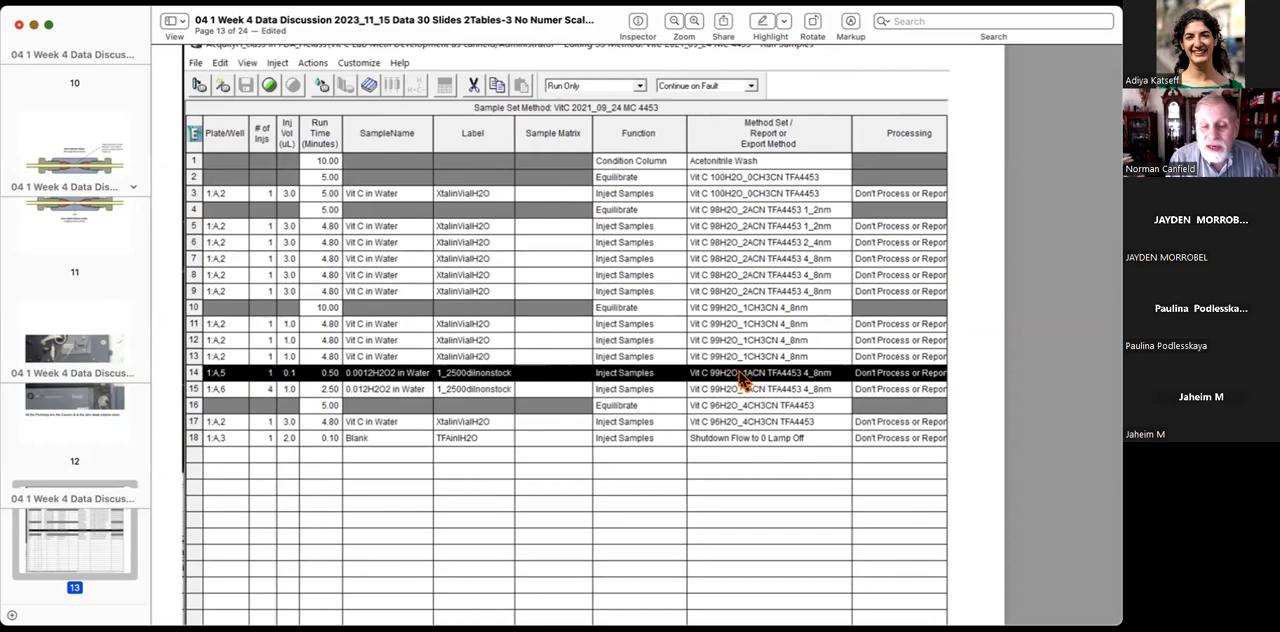 04 1 Week 4 Data Discussion 2023_11_15 Data 30 Slides 2Tables-3 No Numer Scal...
Page 13 of 24 — Edited
View
Inspector
Zoom
Share
Highlight
Rotate
Markup
Search
Search
04 1 Week 4 Data Discus...
10
04 1 Week 4 Data Dis...
11
04 1 Week 4 Data Discus...
12
04 1 Week 4 Data Discus...
13
File Edit View Inject Actions Customize Help
Run Only
Continue on Fault
Sample Set Method: VitC 2021_09_24 MC 4453
Plate/Well # of Injs Inj Vol (uL) Run Time (Minutes) SampleName Label Sample Matrix Function Method Set / Report or Export Method Processing
1 10.00 Condition Column Acetonitrile Wash
2 5.00 Equilibrate Vit C 100H2O_0CH3CN TFA4453
3 1:A,2 1 3.0 5.00 Vit C in Water XtalinVialH2O Inject Samples Vit C 100H2O_0CH3CN TFA4453 Don't Process or Repor
4 5.00 Equilibrate Vit C 98H2O_2ACN TFA4453 1_2nm
5 1:A,2 1 3.0 4.80 Vit C in Water XtalinVialH2O Inject Samples Vit C 98H2O_2ACN TFA4453 1_2nm Don't Process or Repor
6 1:A,2 1 3.0 4.80 Vit C in Water XtalinVialH2O Inject Samples Vit C 98H2O_2ACN TFA4453 2_4nm Don't Process or Repor
7 1:A,2 1 3.0 4.80 Vit C in Water XtalinVialH2O Inject Samples Vit C 98H2O_2ACN TFA4453 4_8nm Don't Process or Repor
8 1:A,2 1 3.0 4.80 Vit C in Water XtalinVialH2O Inject Samples Vit C 98H2O_2ACN TFA4453 4_8nm Don't Process or Repor
9 1:A,2 1 3.0 4.80 Vit C in Water XtalinVialH2O Inject Samples Vit C 98H2O_2ACN TFA4453 4_8nm Don't Process or Repor
10 10.00 Equilibrate Vit C 99H2O_1CH3CN 4_8nm
11 1:A,2 1 1.0 4.80 Vit C in Water XtalinVialH2O Inject Samples Vit C 99H2O_1CH3CN 4_8nm Don't Process or Repor
12 1:A,2 1 1.0 4.80 Vit C in Water XtalinVialH2O Inject Samples Vit C 99H2O_1CH3CN 4_8nm Don't Process or Repor
13 1:A,2 1 1.0 4.80 Vit C in Water XtalinVialH2O Inject Samples Vit C 99H2O_1CH3CN 4_8nm Don't Process or Repor
14 1:A,5 1 0.1 0.50 0.0012H2O2 in Water 1_2500dilnonstock Inject Samples Vit C 99H2O_1ACN TFA4453 4_8nm Don't Process or Repor
15 1:A,6 4 1.0 2.50 0.012H2O2 in Water 1_2500dilnonstock Inject Samples Vit C 99H2O_1ACN TFA4453 4_8nm Don't Process or Repor
16 5.00 Equilibrate Vit C 96H2O_4CH3CN TFA4453
17 1:A,2 1 3.0 4.80 Vit C in Water XtalinVialH2O Inject Samples Vit C 96H2O_4CH3CN TFA4453 Don't Process or Repor
18 1:A,3 1 2.0 0.10 Blank TFAinlH2O Inject Samples Shutdown Flow to 0 Lamp Off Don't Process or Repor
Adiya Katseff
Norman Canfield
JAYDEN MORROB...
JAYDEN MORROBEL
Paulina Podlesska...
Paulina Podlesskaya
Jaheim M
Jaheim M